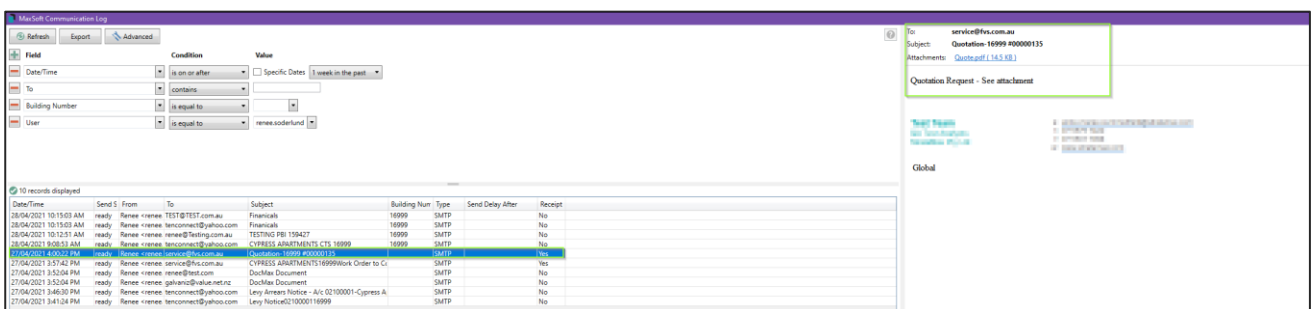 MaxSoft Communication Log
Refresh Export Advanced
Field Condition Value
Date/Time is on or after Specific Dates 1 week in the past
To contains
Building Number is equal to
User is equal to renee.soderlund
10 records displayed
Date/Time Send S From To Subject Building Num Type Send Delay After Receipt
28/04/2021 10:15:03 AM ready Renee <renee. TEST@TEST.com.au Finanicals 16999 SMTP No
28/04/2021 10:15:03 AM ready Renee <renee. tenconnect@yahoo.com Finanicals 16999 SMTP No
28/04/2021 10:12:51 AM ready Renee <renee. renee@Testing.com.au TESTING PBI 159427 16999 SMTP No
28/04/2021 9:08:53 AM ready Renee <renee. tenconnect@yahoo.com CYPRESS APARTMENTS CTS 16999 16999 SMTP No
27/04/2021 4:00:22 PM ready Renee <renee. service@fvs.com.au Quotation-16999 #00000135 SMTP Yes
27/04/2021 3:57:42 PM ready Renee <renee. service@fvs.com.au CYPRESS APARTMENTS16999Work Order to Co SMTP Yes
27/04/2021 3:52:04 PM ready Renee <renee. renee@test.com DocMax Document SMTP No
27/04/2021 3:52:04 PM ready Renee <renee. galvaniz@value.net.nz DocMax Document SMTP No
27/04/2021 3:46:30 PM ready Renee <renee. tenconnect@yahoo.com Levy Arrears Notice - A/c 02100001-Cypress A SMTP No
27/04/2021 3:41:24 PM ready Renee <renee. tenconnect@yahoo.com Levy Notice0210000116999 SMTP No
To: service@fvs.com.au
Subject: Quotation-16999 #00000135
Attachments: Quote.pdf ( 14.5 KB )
Quotation Request - See attachment
Global